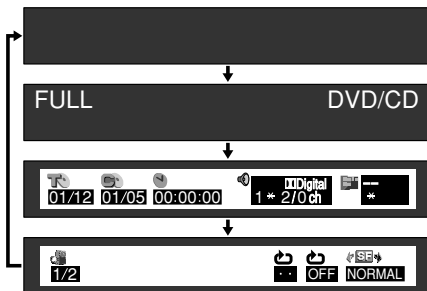 FULL DVD/CD
T C Digital --
01/12 01/05 00:00:00 1 * 2/0 ch *
SF
1/2 ·· OFF NORMAL